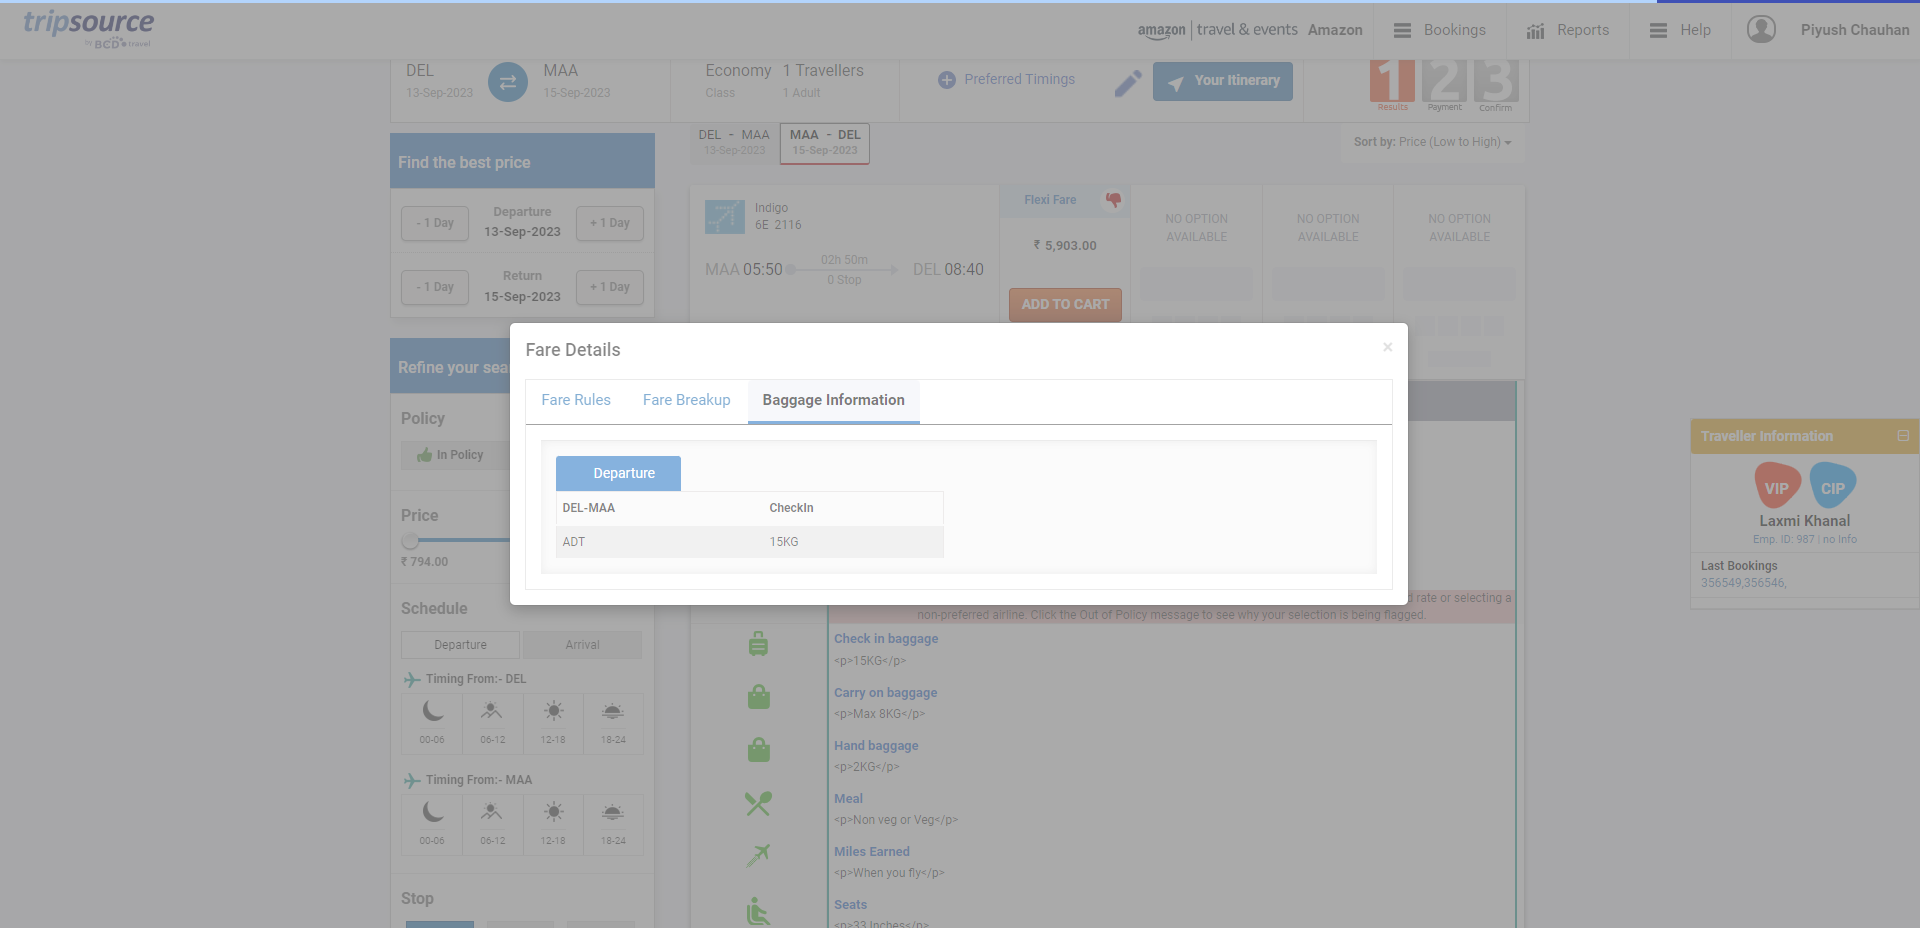 tripsource
by BCD travel
amazon | travel & events Amazon
Bookings
Reports
Help
Piyush Chauhan
DEL
13-Sep-2023
MAA
15-Sep-2023
Economy
Class
1 Travellers
1 Adult
Preferred Timings
Your Itinerary
1 Results
2 Payment
3 Confirm
DEL - MAA
13-Sep-2023
MAA - DEL
15-Sep-2023
Sort by: Price (Low to High)
Find the best price
- 1 Day
Departure
13-Sep-2023
+ 1 Day
- 1 Day
Return
15-Sep-2023
+ 1 Day
Indigo
6E 2116
MAA 05:50
02h 50m
0 Stop
DEL 08:40
Flexi Fare
₹ 5,903.00
ADD TO CART
NO OPTION
AVAILABLE
NO OPTION
AVAILABLE
NO OPTION
AVAILABLE
Refine your sea
Policy
In Policy
Price
₹ 794.00
Schedule
Departure
Arrival
Timing From:- DEL
00-06
06-12
12-18
18-24
Timing From:- MAA
00-06
06-12
12-18
18-24
Stop
Fare Details
×
Fare Rules
Fare Breakup
Baggage Information
Departure
DEL-MAA CheckIn
ADT 15KG
rate or selecting a
non-preferred airline. Click the Out of Policy message to see why your selection is being flagged.
Check in baggage
<p>15KG</p>
Carry on baggage
<p>Max 8KG</p>
Hand baggage
<p>2KG</p>
Meal
<p>Non veg or Veg</p>
Miles Earned
<p>When you fly</p>
Seats
<p>33 Inches</p>
Traveller Information
VIP
CIP
Laxmi Khanal
Emp. ID: 987 | no Info
Last Bookings
356549,356546,